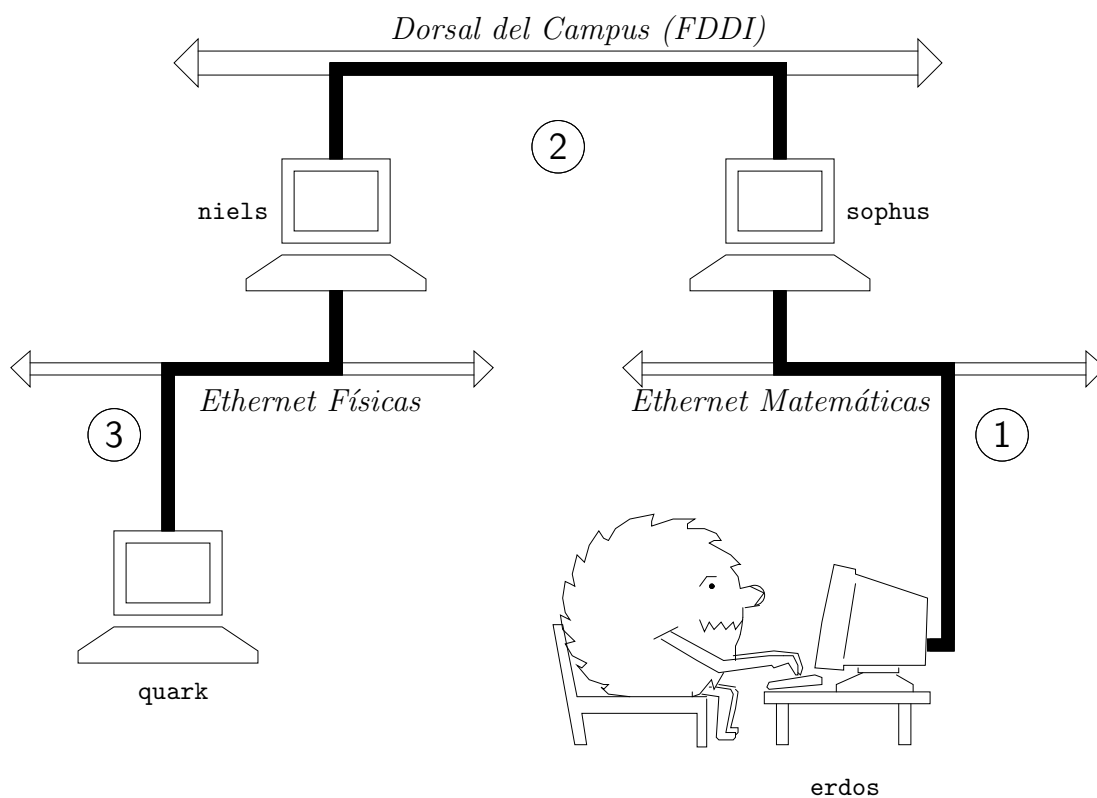 Dorsal del Campus (FDDI)
2
niels
sophus
Ethernet Físicas
Ethernet Matemáticas
3
1
quark
erdos